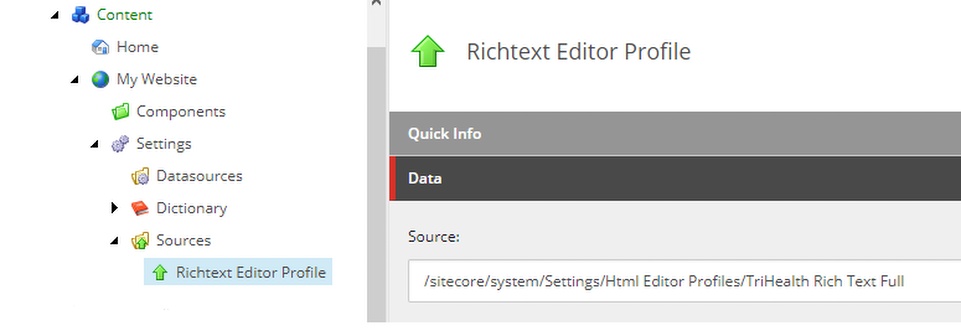 Content
Home
My Website
Components
Settings
Datasources
Dictionary
Sources
Richtext Editor Profile
Richtext Editor Profile
Quick Info
Data
Source:
/sitecore/system/Settings/Html Editor Profiles/TriHealth Rich Text Full